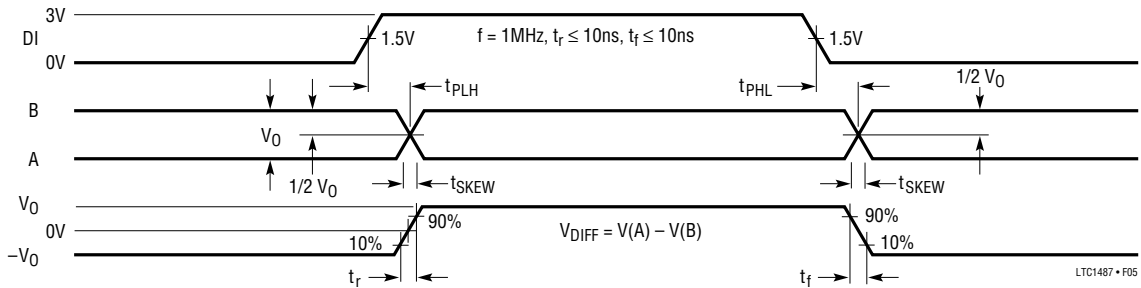 3V
DI
0V
1.5V
f = 1MHz, tr ≤ 10ns, tf ≤ 10ns
1.5V
tPLH
tPHL
1/2 VO
B
VO
A
1/2 VO
tSKEW
tSKEW
VO
0V
–VO
10%
90%
VDIFF = V(A) – V(B)
90%
10%
tr
tf
LTC1487 • F05